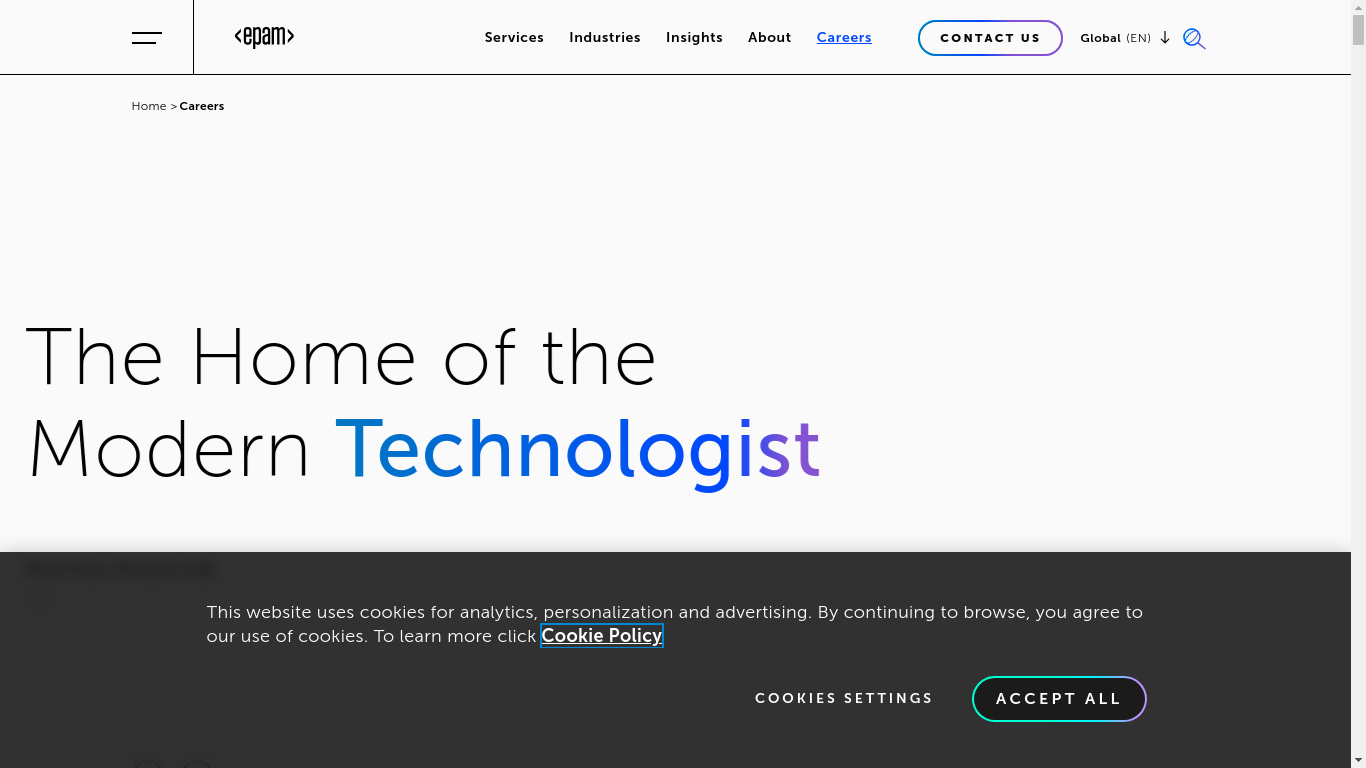 <epam>
Services Industries Insights About Careers
CONTACT US
Global (EN)
Home > Careers
The Home of the
Modern Technologist
This website uses cookies for analytics, personalization and advertising. By continuing to browse, you agree to
our use of cookies. To learn more click Cookie Policy
COOKIES SETTINGS
ACCEPT ALL